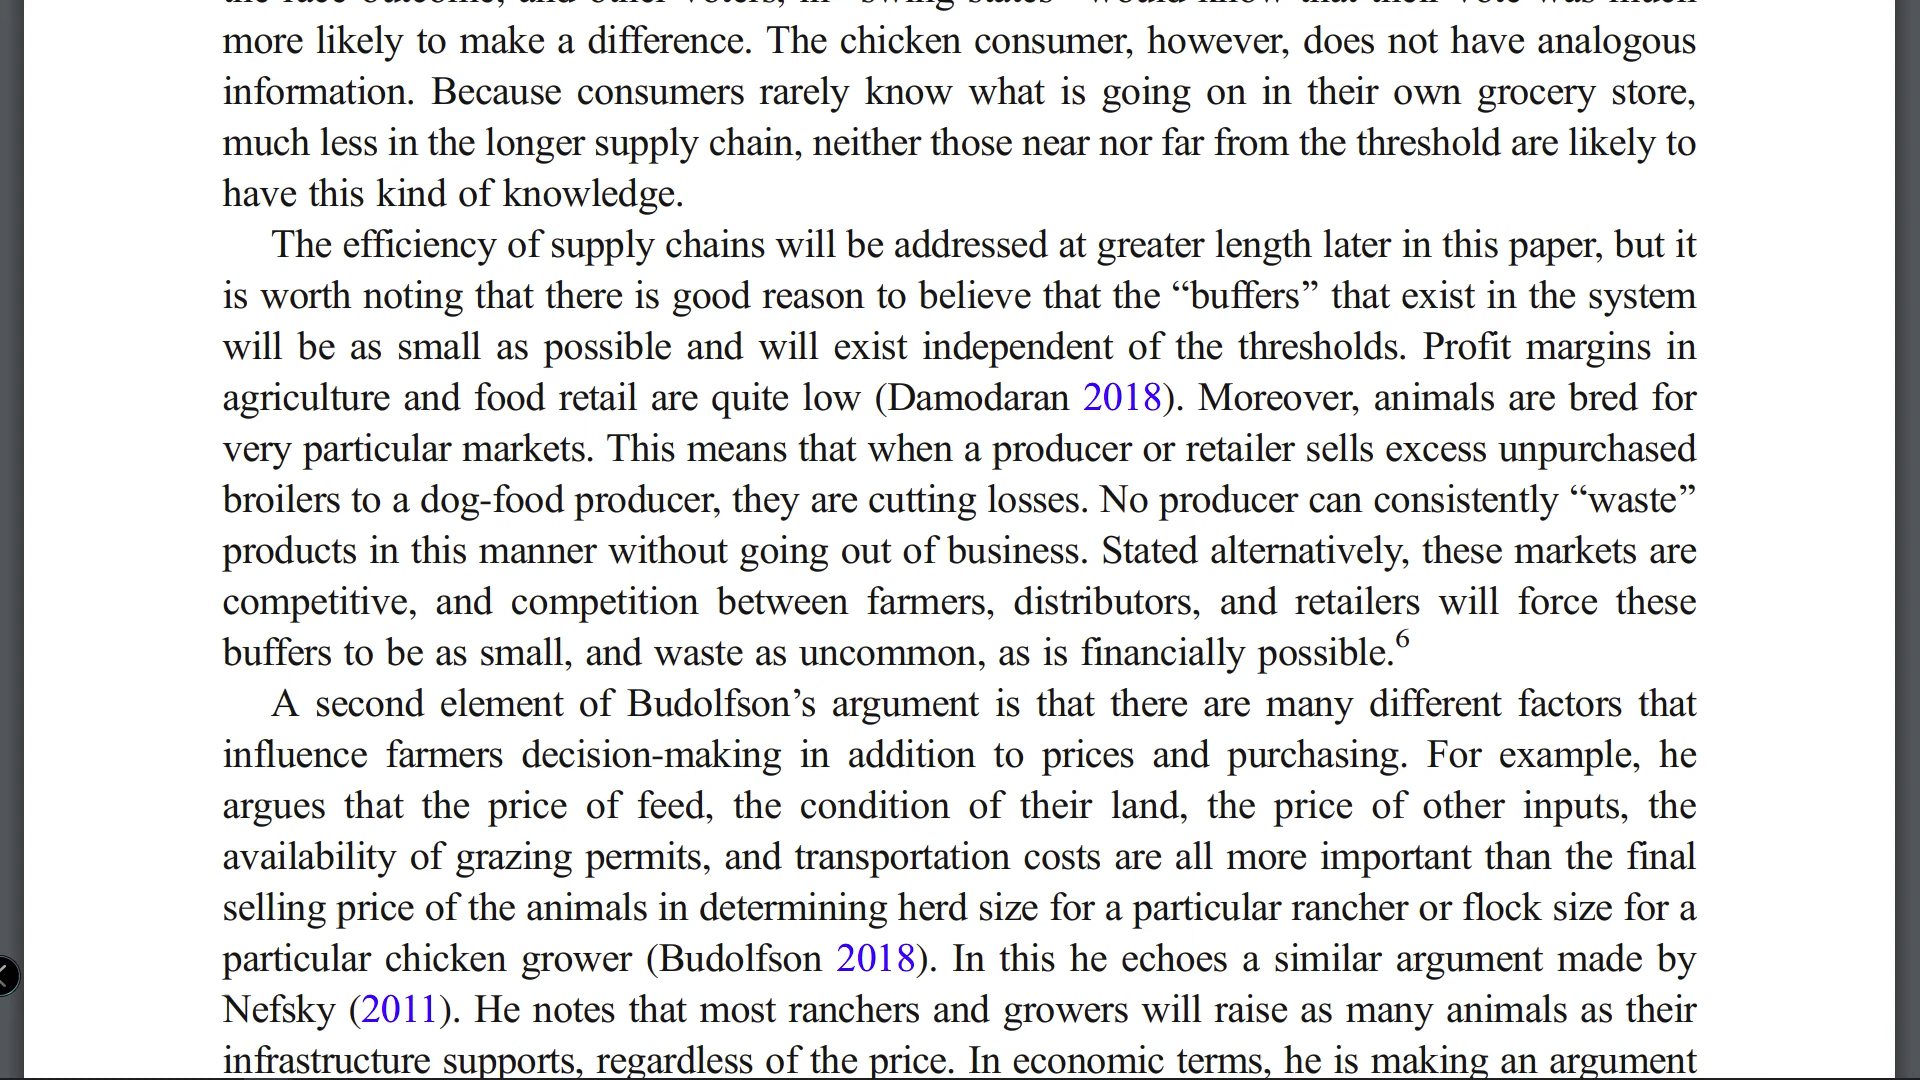 more likely to make a difference. The chicken consumer, however, does not have analogous
information. Because consumers rarely know what is going on in their own grocery store,
much less in the longer supply chain, neither those near nor far from the threshold are likely to
have this kind of knowledge.
The efficiency of supply chains will be addressed at greater length later in this paper, but it
is worth noting that there is good reason to believe that the “buffers” that exist in the system
will be as small as possible and will exist independent of the thresholds. Profit margins in
agriculture and food retail are quite low (Damodaran 2018). Moreover, animals are bred for
very particular markets. This means that when a producer or retailer sells excess unpurchased
broilers to a dog-food producer, they are cutting losses. No producer can consistently “waste”
products in this manner without going out of business. Stated alternatively, these markets are
competitive, and competition between farmers, distributors, and retailers will force these
buffers to be as small, and waste as uncommon, as is financially possible.6
A second element of Budolfson’s argument is that there are many different factors that
influence farmers decision-making in addition to prices and purchasing. For example, he
argues that the price of feed, the condition of their land, the price of other inputs, the
availability of grazing permits, and transportation costs are all more important than the final
selling price of the animals in determining herd size for a particular rancher or flock size for a
particular chicken grower (Budolfson 2018). In this he echoes a similar argument made by
Nefsky (2011). He notes that most ranchers and growers will raise as many animals as their
infrastructure supports, regardless of the price. In economic terms, he is making an argument